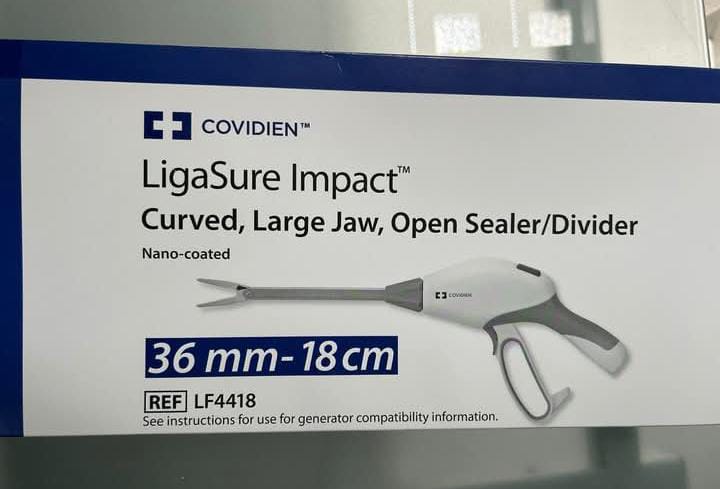 COVIDIEN™
LigaSure Impact™
Curved, Large Jaw, Open Sealer/Divider
Nano-coated
COVIDIEN
36 mm-18 cm
REF LF4418
See instructions for use for generator compatibility information.